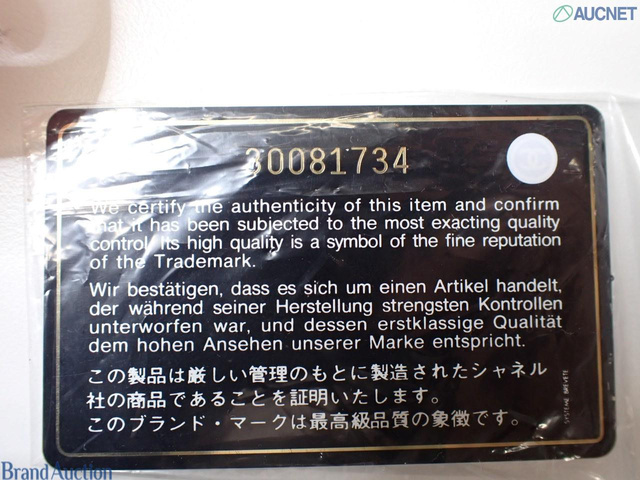 AUCNET
30081734
We certify the authenticity of this item and confirm
that it has been subjected to the most exacting quality
control. Its high quality is a symbol of the fine reputation
of the Trademark.
Wir bestätigen, dass es sich um einen Artikel handelt,
der während seiner Herstellung strengsten Kontrollen
unterworfen war, und dessen erstklassige Qualität
dem hohen Ansehen unserer Marke entspricht.
この製品は厳しい管理のもとに製造されたシャネル
社の商品であることを証明いたします。
このブランド・マークは最高級品質の象徴です。
SYSTEME BREVETE
Brand Auction